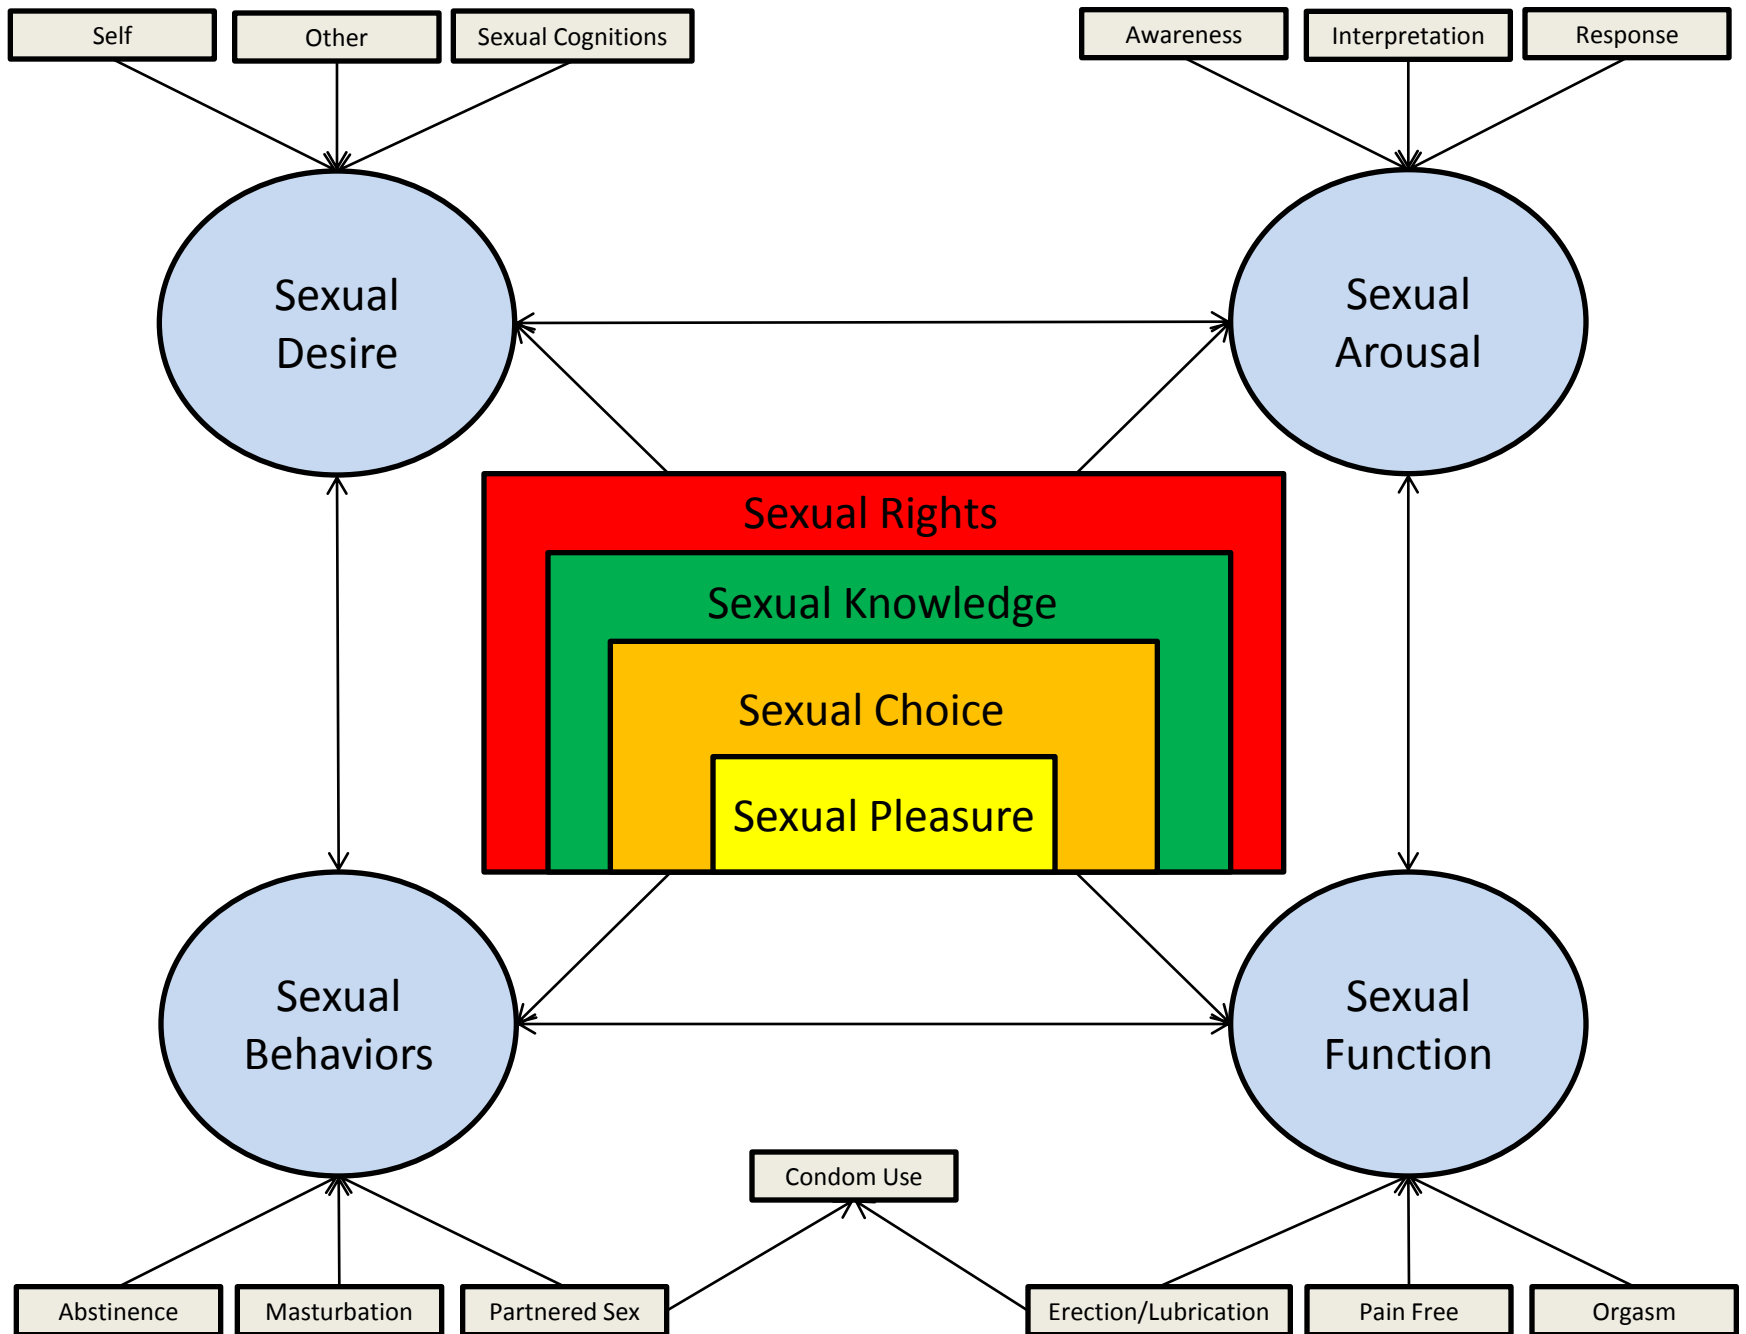 Self
Other
Sexual Cognitions
Awareness
Interpretation
Response
Sexual
Desire
Sexual
Arousal
Sexual Rights
Sexual Knowledge
Sexual Choice
Sexual Pleasure
Sexual
Behaviors
Sexual
Function
Condom Use
Abstinence
Masturbation
Partnered Sex
Erection/Lubrication
Pain Free
Orgasm